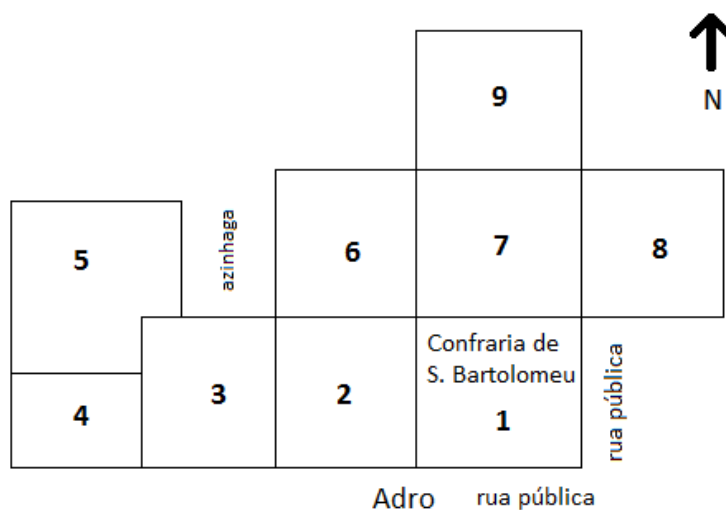 9
N
5
azinhaga
6
7
8
Confraria de
S. Bartolomeu
4
3
2
1
rua pública
Adro
rua pública